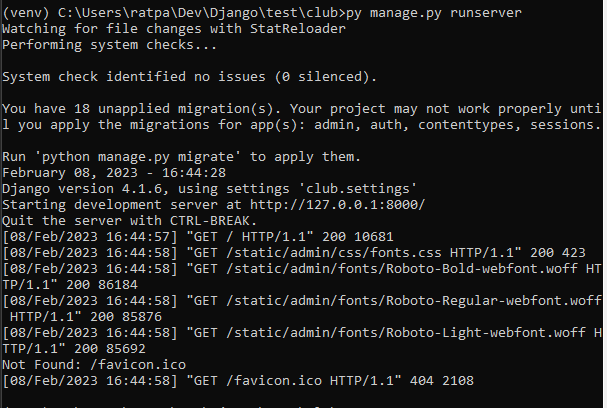 (venv) C:\Users\ratpa\Dev\Django\test\club>py manage.py runserver
Watching for file changes with StatReloader
Performing system checks...
System check identified no issues (0 silenced).
You have 18 unapplied migration(s). Your project may not work properly unti
l you apply the migrations for app(s): admin, auth, contenttypes, sessions.
Run 'python manage.py migrate' to apply them.
February 08, 2023 - 16:44:28
Django version 4.1.6, using settings 'club.settings'
Starting development server at http://127.0.0.1:8000/
Quit the server with CTRL-BREAK.
[08/Feb/2023 16:44:57] "GET / HTTP/1.1" 200 10681
[08/Feb/2023 16:44:58] "GET /static/admin/css/fonts.css HTTP/1.1" 200 423
[08/Feb/2023 16:44:58] "GET /static/admin/fonts/Roboto-Bold-webfont.woff HT
TP/1.1" 200 86184
[08/Feb/2023 16:44:58] "GET /static/admin/fonts/Roboto-Regular-webfont.woff
 HTTP/1.1" 200 85876
[08/Feb/2023 16:44:58] "GET /static/admin/fonts/Roboto-Light-webfont.woff H
TTP/1.1" 200 85692
Not Found: /favicon.ico
[08/Feb/2023 16:44:58] "GET /favicon.ico HTTP/1.1" 404 2108